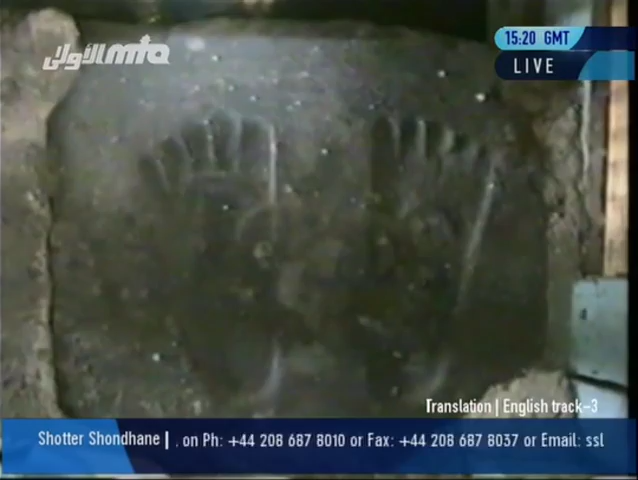 الأولى mta
15:20 GMT
LIVE
Translation | English track-3
Shotter Shondhane | . on Ph: +44 208 687 8010 or Fax: +44 208 687 8037 or Email: ssl